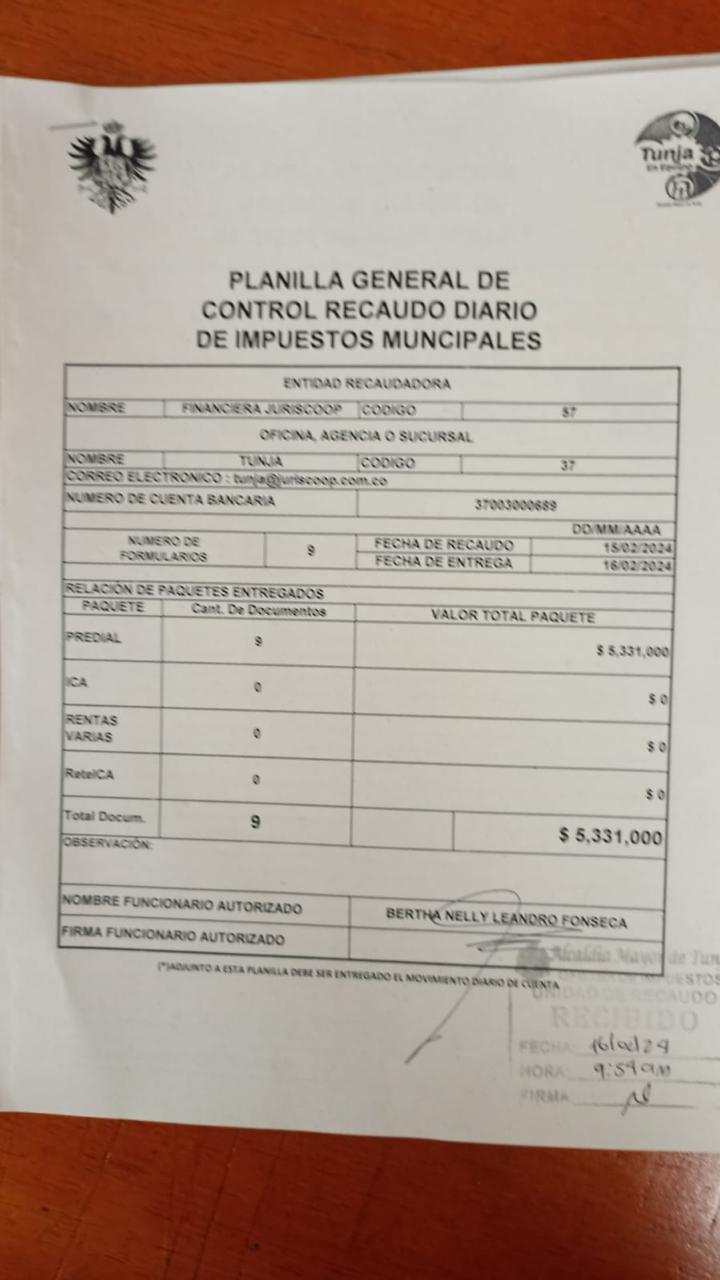 Tunja
En Equipo
PLANILLA GENERAL DE
CONTROL RECAUDO DIARIO
DE IMPUESTOS MUNCIPALES
ENTIDAD RECAUDADORA
NOMBRE FINANCIERA JURISCOOP CODIGO 57
OFICINA, AGENCIA O SUCURSAL
NOMBRE TUNJA CODIGO 37
CORREO ELECTRONICO : tunja@juriscoop.com.co
NUMERO DE CUENTA BANCARIA 37003000689
DD/MM/AAAA
NUMERO DE
FORMULARIOS 9
FECHA DE RECAUDO 15/02/2024
FECHA DE ENTREGA 16/02/2024
RELACIÓN DE PAQUETES ENTREGADOS
PAQUETE Cant. De Documentos VALOR TOTAL PAQUETE
PREDIAL 9 $ 5,331,000
ICA 0 $ 0
RENTAS
VARIAS 0 $ 0
ReteICA 0 $ 0
Total Docum. 9 $ 5,331,000
OBSERVACIÓN:
NOMBRE FUNCIONARIO AUTORIZADO BERTHA NELLY LEANDRO FONSECA
FIRMA FUNCIONARIO AUTORIZADO
(*)ADJUNTO A ESTA PLANILLA DEBE SER ENTREGADO EL MOVIMIENTO DIARIO DE CUENTA
Alcaldía Mayor de Tun
OFICINA DE IMPUESTOS
UNIDAD DE RECAUDO
RECIBIDO
FECHA: 16/02/24
HORA: 9:59 am
FIRMA